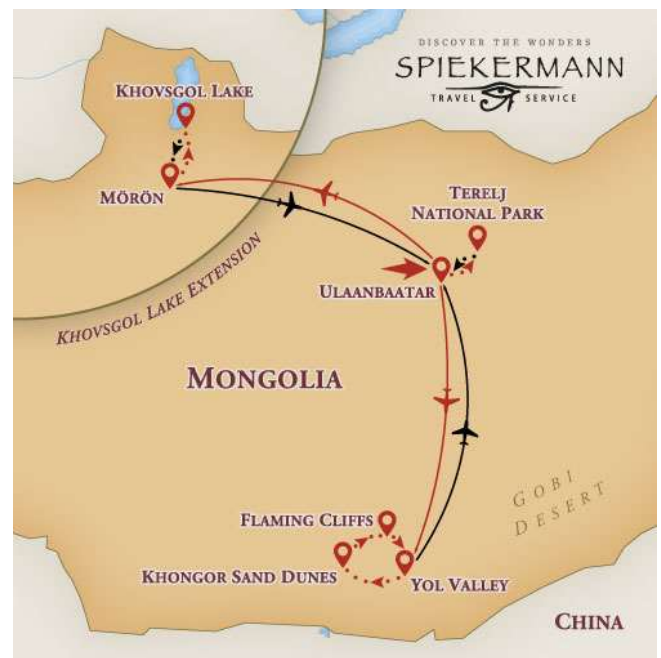 DISCOVER THE WONDERS
SPIEKERMANN
TRAVEL SERVICE
KHOVSGOL LAKE
MÖRÖN
TERELJ
NATIONAL PARK
ULAANBAATAR
KHOVSGOL LAKE EXTENSION
MONGOLIA
GOBI
DESERT
FLAMING CLIFFS
KHONGOR SAND DUNES
YOL VALLEY
CHINA